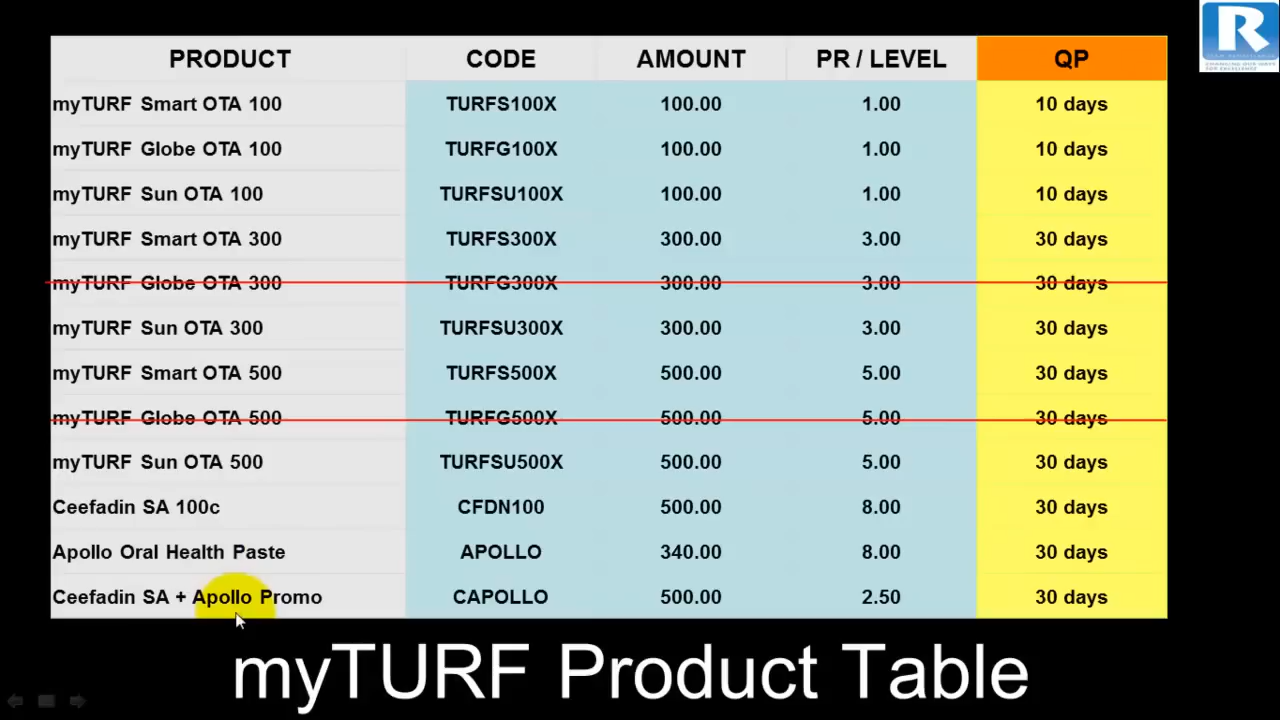 PRODUCT CODE AMOUNT PR / LEVEL QP
myTURF Smart OTA 100 TURFS100X 100.00 1.00 10 days
myTURF Globe OTA 100 TURFG100X 100.00 1.00 10 days
myTURF Sun OTA 100 TURFSU100X 100.00 1.00 10 days
myTURF Smart OTA 300 TURFS300X 300.00 3.00 30 days
myTURF Globe OTA 300 TURFG300X 300.00 3.00 30 days
myTURF Sun OTA 300 TURFSU300X 300.00 3.00 30 days
myTURF Smart OTA 500 TURFS500X 500.00 5.00 30 days
myTURF Globe OTA 500 TURFG500X 500.00 5.00 30 days
myTURF Sun OTA 500 TURFSU500X 500.00 5.00 30 days
Ceefadin SA 100c CFDN100 500.00 8.00 30 days
Apollo Oral Health Paste APOLLO 340.00 8.00 30 days
Ceefadin SA + Apollo Promo CAPOLLO 500.00 2.50 30 days
myTURF Product Table
R